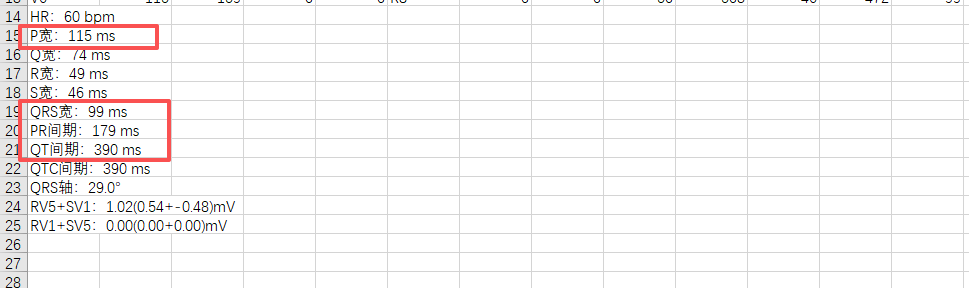 14 HR：60 bpm
15 P宽：115 ms
16 Q宽：74 ms
17 R宽：49 ms
18 S宽：46 ms
19 QRS宽：99 ms
20 PR间期：179 ms
21 QT间期：390 ms
22 QTC间期：390 ms
23 QRS轴：29.0°
24 RV5+SV1：1.02(0.54+-0.48)mV
25 RV1+SV5：0.00(0.00+0.00)mV
26
27
28